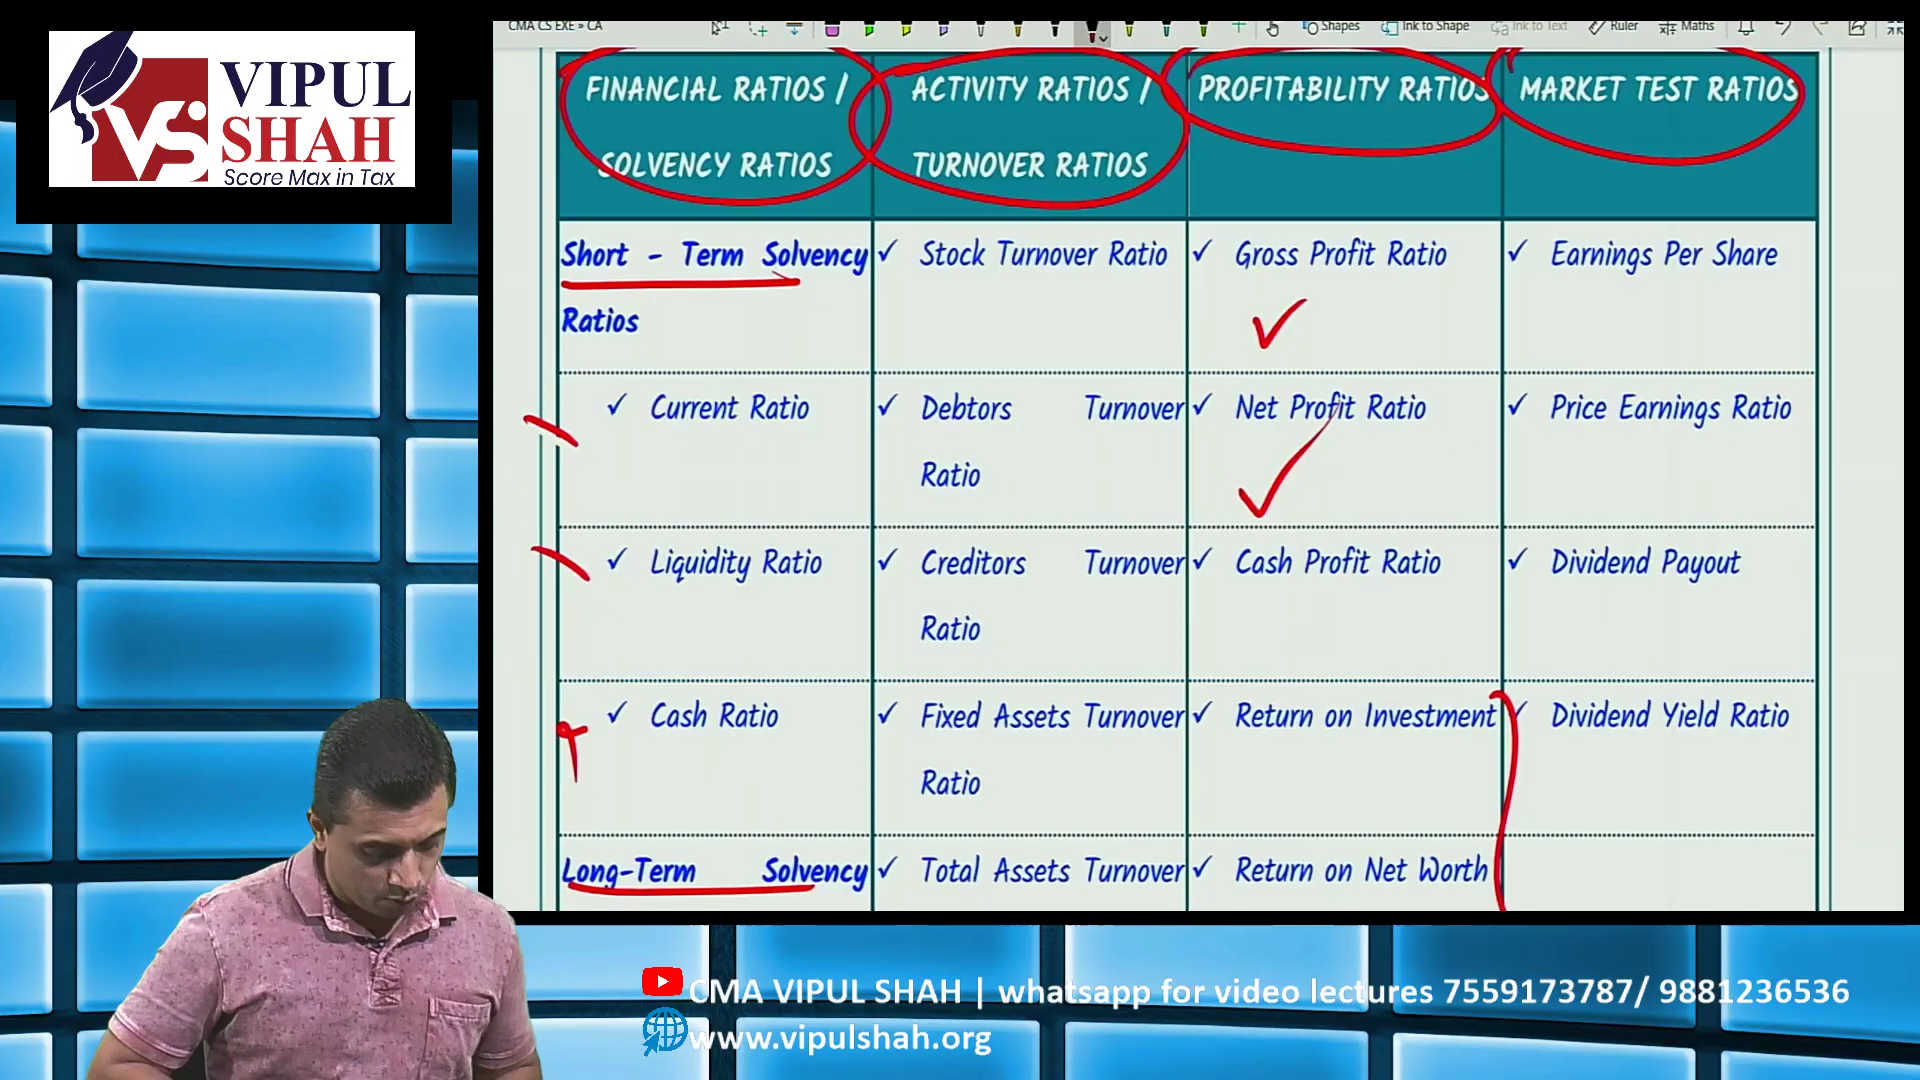 VIPUL
SHAH
VS
Score Max in Tax
CMA CS EXE » CA
Shapes
Ink to Shape
Ink to Text
Ruler
Maths
FINANCIAL RATIOS /
SOLVENCY RATIOS
ACTIVITY RATIOS /
TURNOVER RATIOS
PROFITABILITY RATIOS
MARKET TEST RATIOS
Short - Term Solvency
Ratios
✓ Stock Turnover Ratio
✓ Gross Profit Ratio
✓ Earnings Per Share
✓ Current Ratio
✓ Debtors Turnover
Ratio
✓ Net Profit Ratio
✓ Price Earnings Ratio
✓ Liquidity Ratio
✓ Creditors Turnover
Ratio
✓ Cash Profit Ratio
✓ Dividend Payout
✓ Cash Ratio
✓ Fixed Assets Turnover
Ratio
✓ Return on Investment
✓ Dividend Yield Ratio
Long-Term Solvency
✓ Total Assets Turnover
✓ Return on Net Worth
CMA VIPUL SHAH | whatsapp for video lectures 7559173787/ 9881236536
www.vipulshah.org